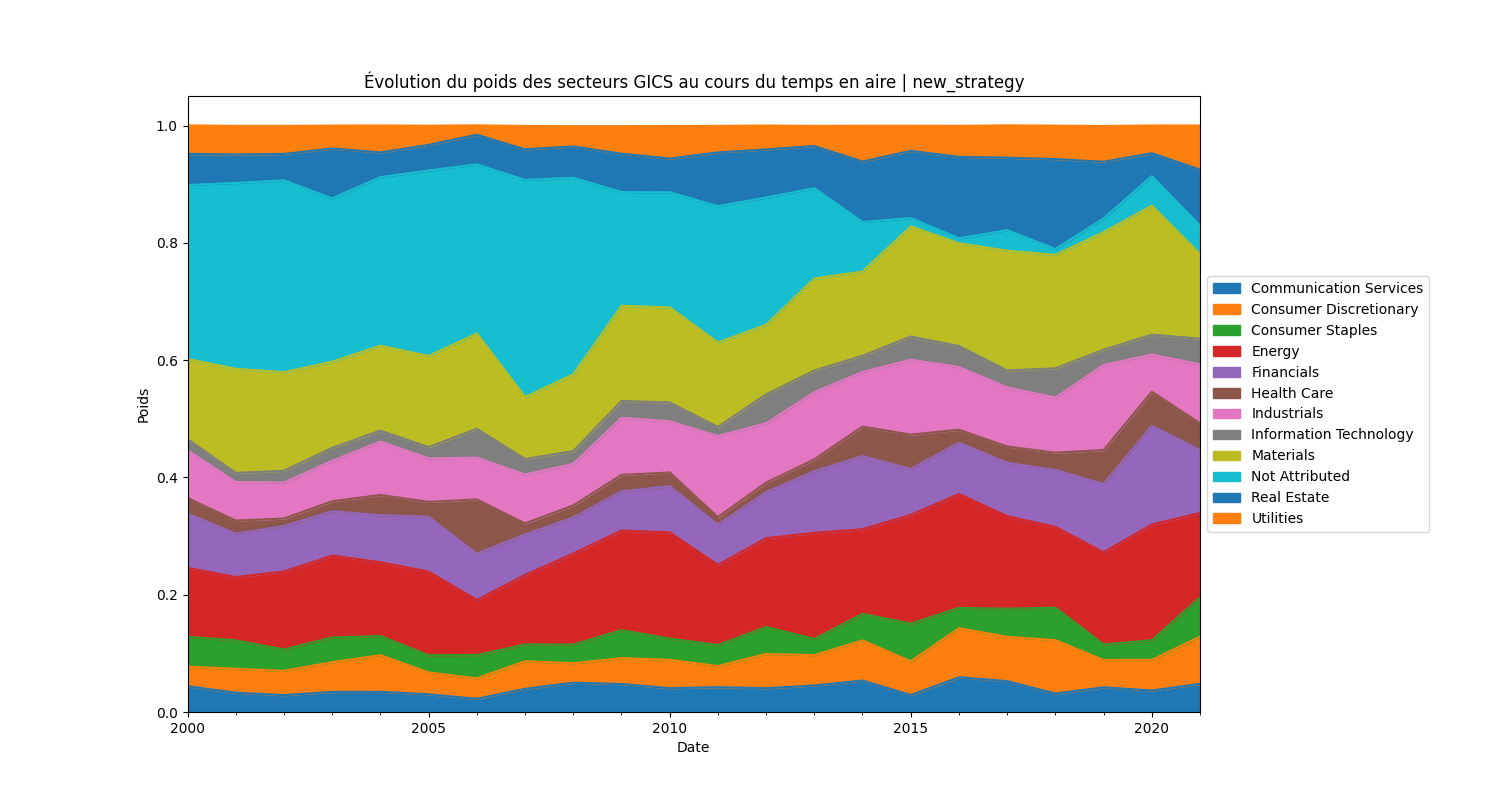 Évolution du poids des secteurs GICS au cours du temps en aire | new_strategy
1.0
0.8
0.6
0.4
0.2
0.0
Poids
2000
2005
2010
2015
2020
Date
Communication Services
Consumer Discretionary
Consumer Staples
Energy
Financials
Health Care
Industrials
Information Technology
Materials
Not Attributed
Real Estate
Utilities